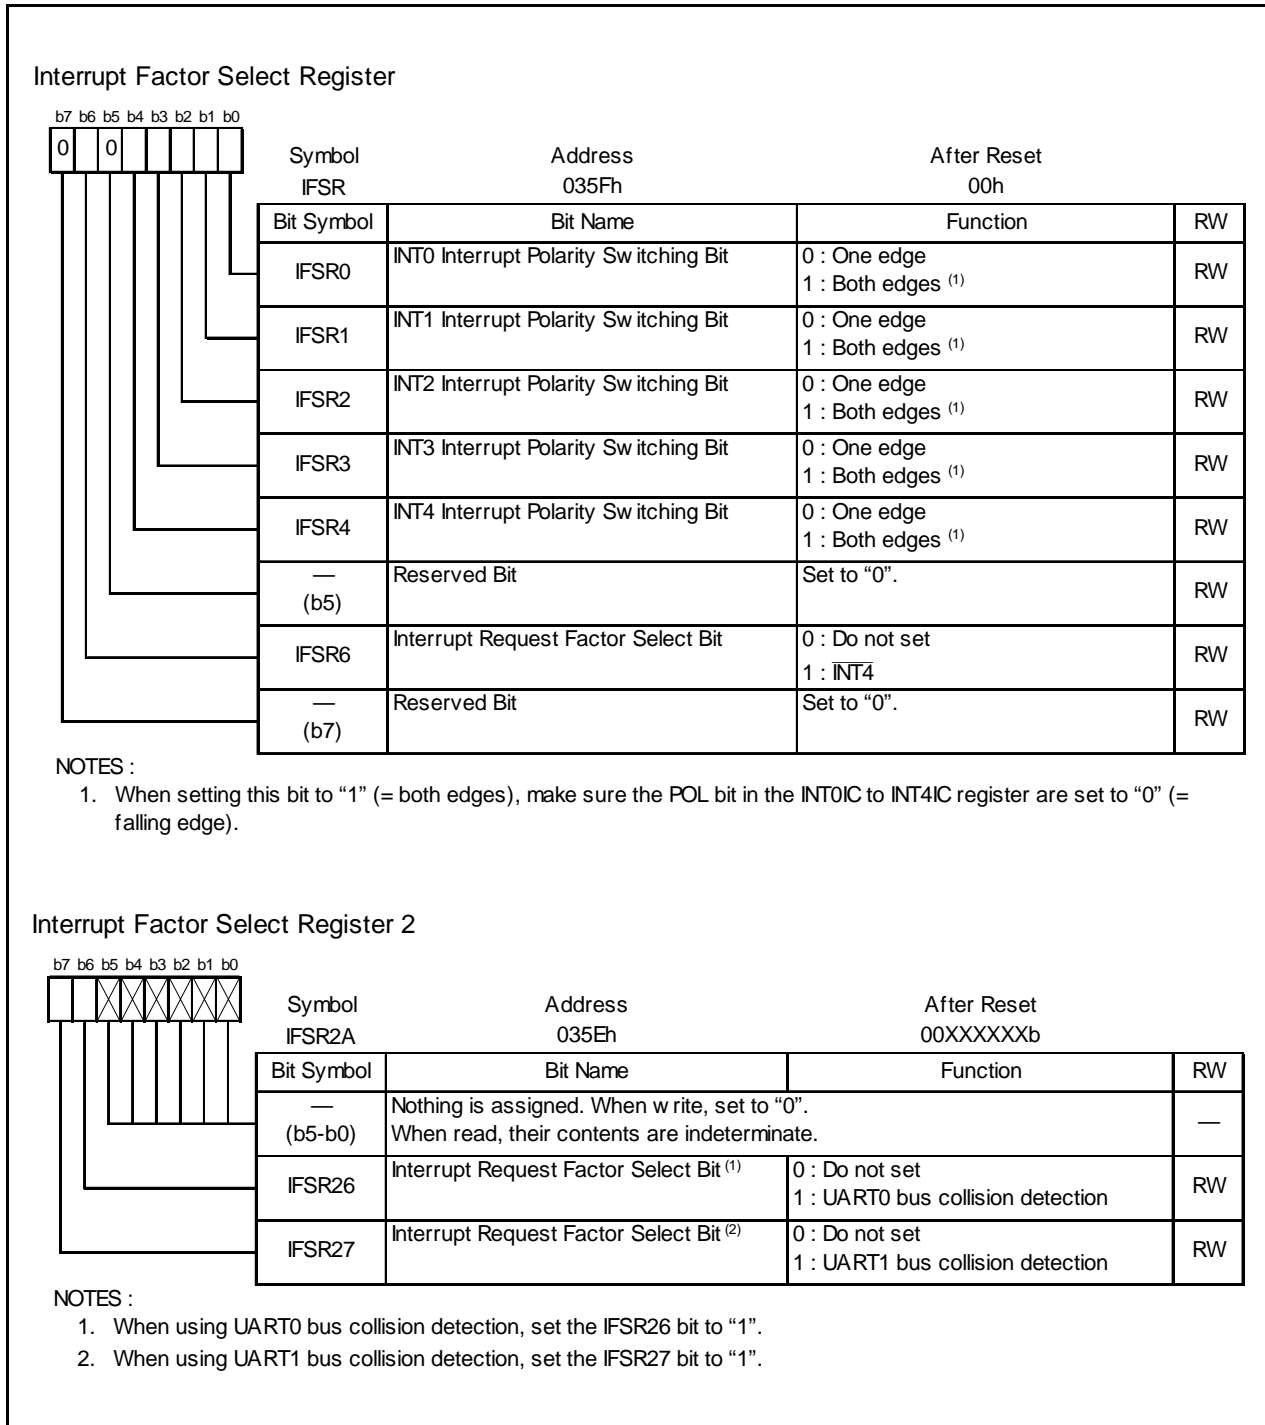 Interrupt Factor Select Register
b7 b6 b5 b4 b3 b2 b1 b0
0 0
Symbol Address After Reset
IFSR 035Fh 00h
Bit Symbol Bit Name Function RW
IFSR0 INT0 Interrupt Polarity Switching Bit 0 : One edge RW
1 : Both edges (1)
IFSR1 INT1 Interrupt Polarity Switching Bit 0 : One edge RW
1 : Both edges (1)
IFSR2 INT2 Interrupt Polarity Switching Bit 0 : One edge RW
1 : Both edges (1)
IFSR3 INT3 Interrupt Polarity Switching Bit 0 : One edge RW
1 : Both edges (1)
IFSR4 INT4 Interrupt Polarity Switching Bit 0 : One edge RW
1 : Both edges (1)
— Reserved Bit Set to “0”. RW
(b5)
IFSR6 Interrupt Request Factor Select Bit 0 : Do not set RW
1 : I̅N̅T̅4̅
— Reserved Bit Set to “0”. RW
(b7)
NOTES :
1. When setting this bit to “1” (= both edges), make sure the POL bit in the INT0IC to INT4IC register are set to “0” (=
falling edge).
Interrupt Factor Select Register 2
b7 b6 b5 b4 b3 b2 b1 b0
Symbol Address After Reset
IFSR2A 035Eh 00XXXXXXb
Bit Symbol Bit Name Function RW
— Nothing is assigned. When write, set to “0”. —
(b5-b0) When read, their contents are indeterminate.
IFSR26 Interrupt Request Factor Select Bit (1) 0 : Do not set RW
1 : UART0 bus collision detection
IFSR27 Interrupt Request Factor Select Bit (2) 0 : Do not set RW
1 : UART1 bus collision detection
NOTES :
1. When using UART0 bus collision detection, set the IFSR26 bit to “1”.
2. When using UART1 bus collision detection, set the IFSR27 bit to “1”.